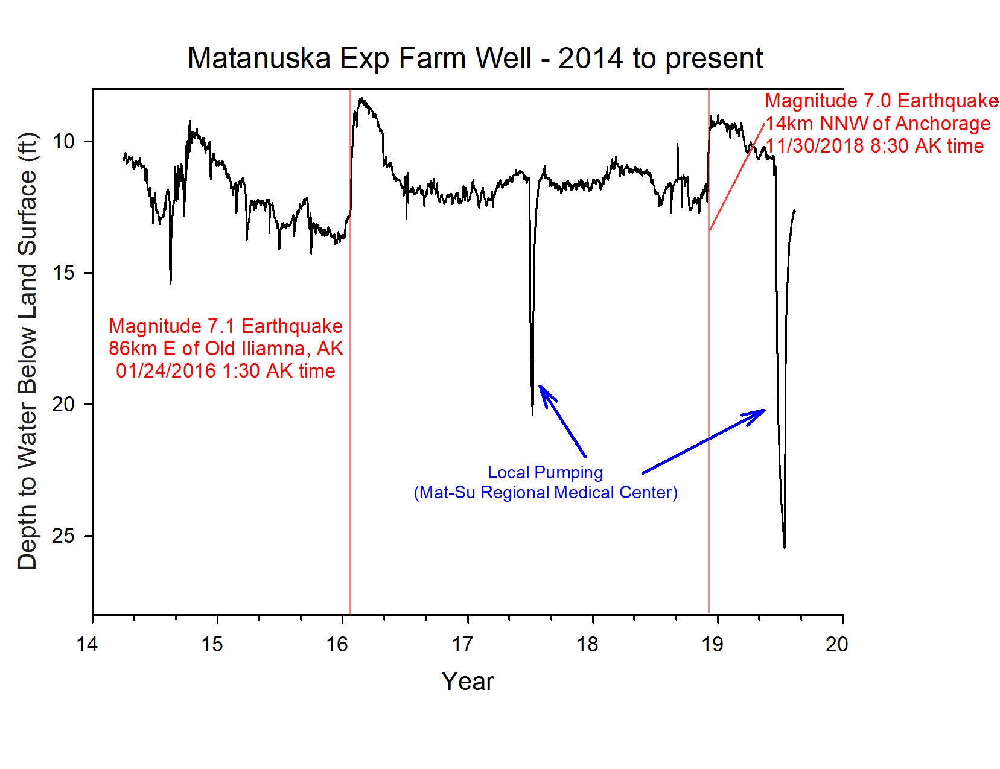 Matanuska Exp Farm Well - 2014 to present
Magnitude 7.0 Earthquake
14km NNW of Anchorage
11/30/2018 8:30 AK time
Depth to Water Below Land Surface (ft)
10
15
20
25
Magnitude 7.1 Earthquake
86km E of Old Iliamna, AK
01/24/2016 1:30 AK time
Local Pumping
(Mat-Su Regional Medical Center)
14
15
16
17
18
19
20
Year